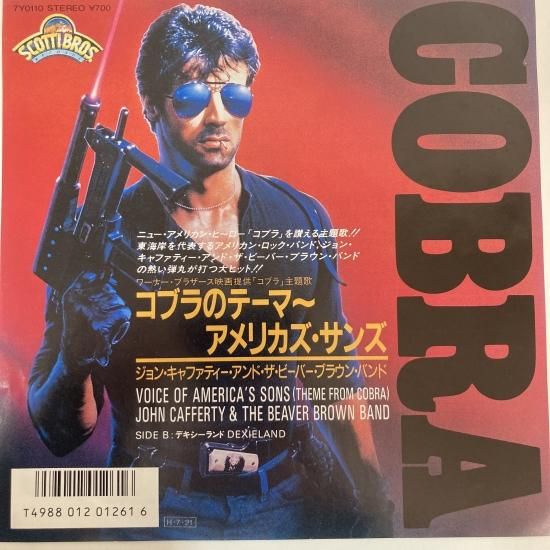 7Y0110 STEREO ¥700
SCOTTI BROS.
COBRA
ニュー・アメリカン・ヒーロー「コブラ」を讃える主題歌!!
東海岸を代表するアメリカン・ロック・バンド、ジョン・
キャファティー・アンド・ザ・ビーバー・ブラウン・バンド
の熱い弾丸が打つ大ヒット!!
ワーナー・ブラザース映画提供「コブラ」主題歌
コブラのテーマ〜
アメリカズ・サンズ
ジョン・キャファティー・アンド・ザ・ビーバー・ブラウン・バンド
VOICE OF AMERICA'S SONS (THEME FROM COBRA)
JOHN CAFFERTY & THE BEAVER BROWN BAND
SIDE B : デキシーランド DEXIELAND
T4988 012 01261 6
H・7・21